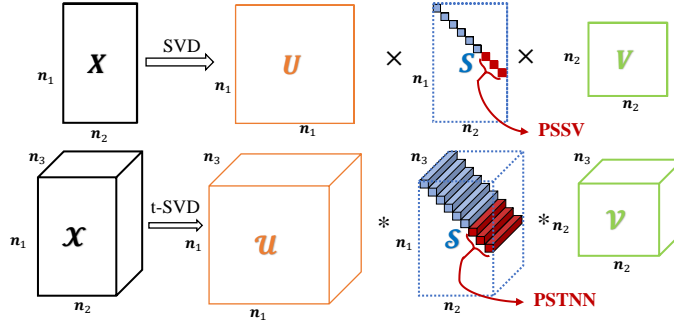 SVD
X
U
×
S
×
V
n₁
n₁
n₁
n₂
n₂
n₁
n₂
n₂
PSSV
n₃
n₃
n₃
n₃
t-SVD
𝒳
𝒰
*
𝒮
*
𝒱
n₁
n₁
n₁
n₂
n₂
n₁
n₂
n₂
PSTNN